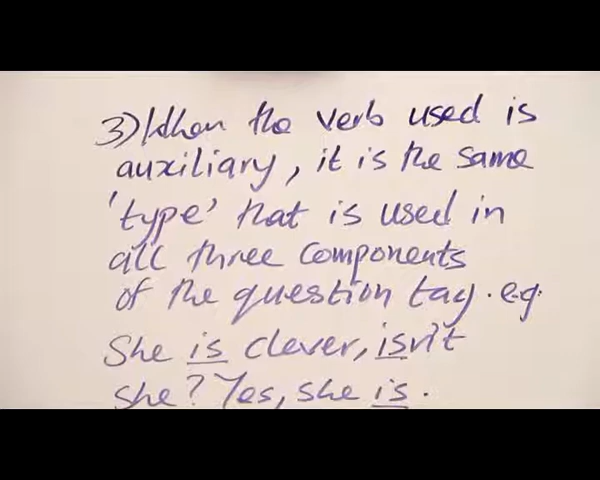 3) When the verb used is
auxiliary, it is the same
'type' that is used in
all three components
of the question tag. e.g.
She is clever, isn't
she? Yes, she is.